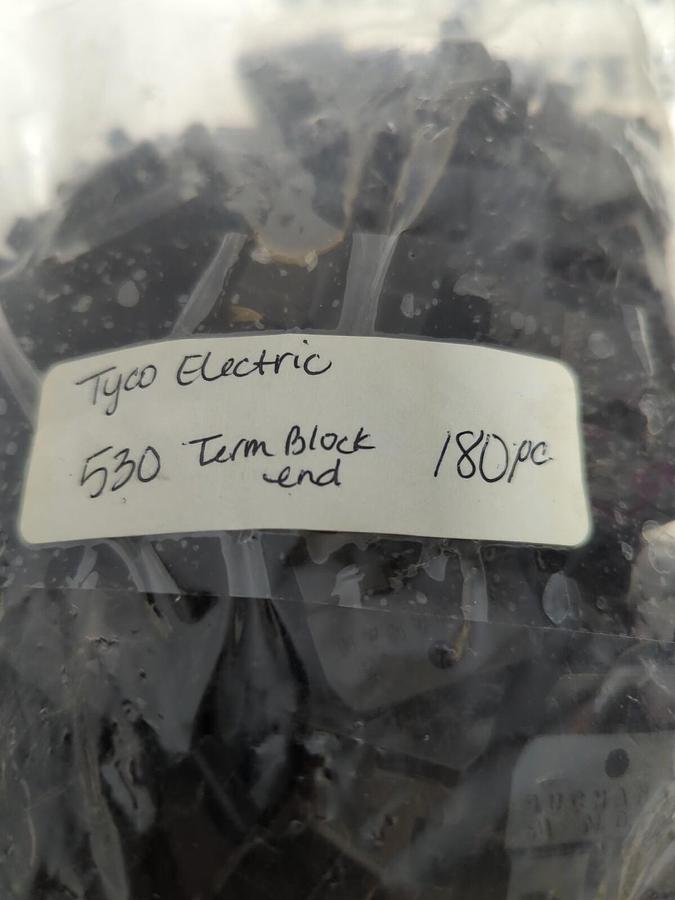 Tyco Electric
530 Term Block 180pc
end